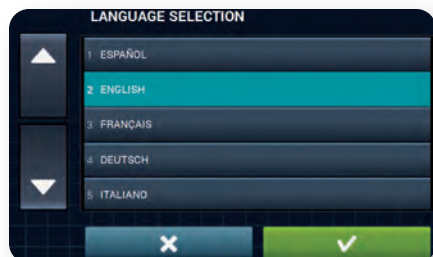 LANGUAGE SELECTION
1 ESPAÑOL
2 ENGLISH
3 FRANÇAIS
4 DEUTSCH
5 ITALIANO